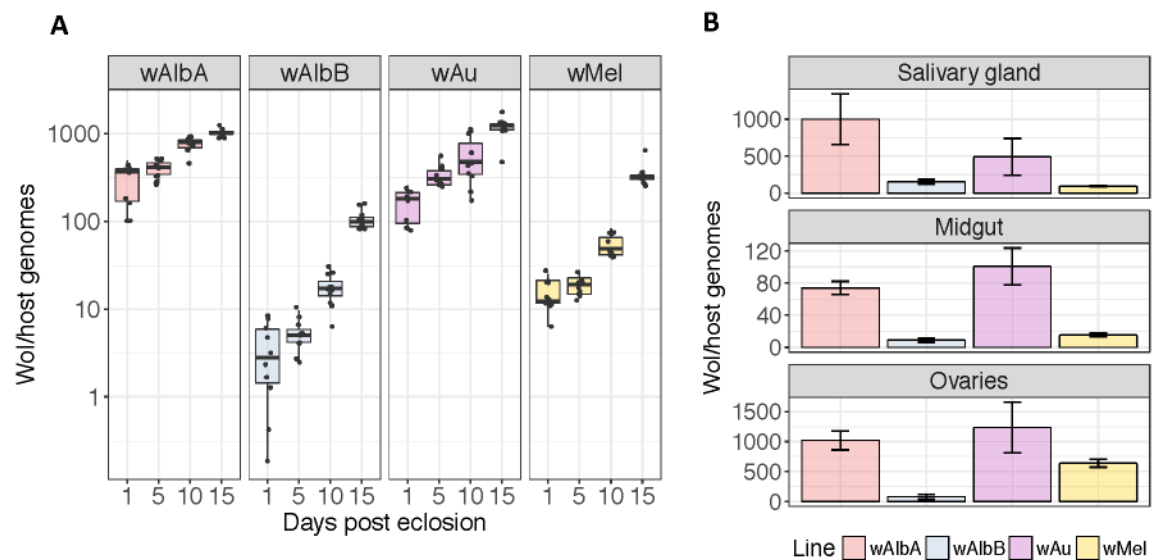 A
wAlbA wAlbB wAu wMel
Wol/host genomes
1000
100
10
1
1 5 10 15 1 5 10 15 1 5 10 15 1 5 10 15
Days post eclosion
B
Wol/host genomes
Salivary gland
1000
500
0
Midgut
120
80
40
0
Ovaries
1500
1000
500
0
Line wAlbA wAlbB wAu wMel